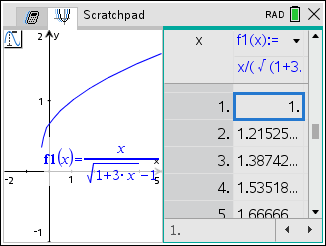 Scratchpad RAD
y
2
1
f1(x)=x/(√(1+3·x)-1)
x
-2 5
-1
x f1(x):=
x/(√(1+3.
1. 1.
2. 1.21525...
3. 1.38742...
4. 1.53518...
5. 1.66666...
1.